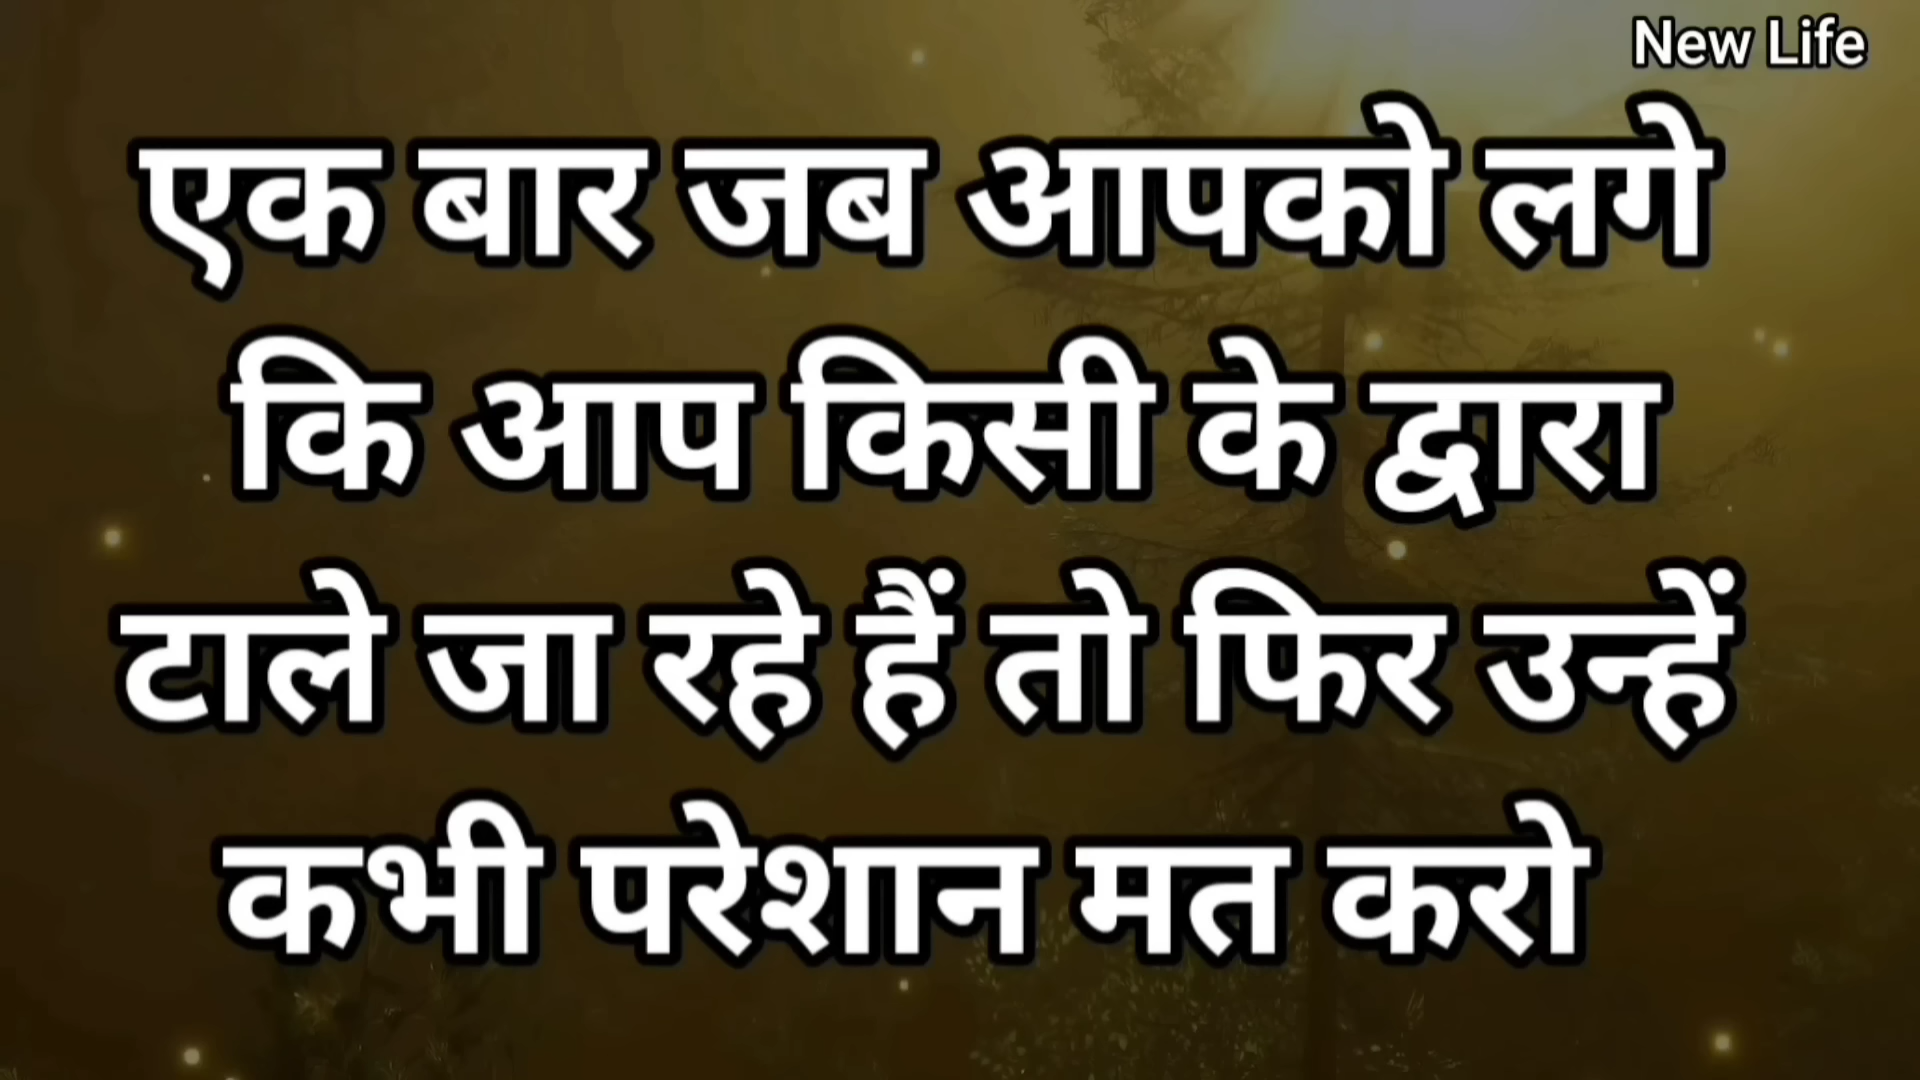 New Life
एक बार जब आपको लगे
कि आप किसी के द्वारा
टाले जा रहे हैं तो फिर उन्हें
कभी परेशान मत करो